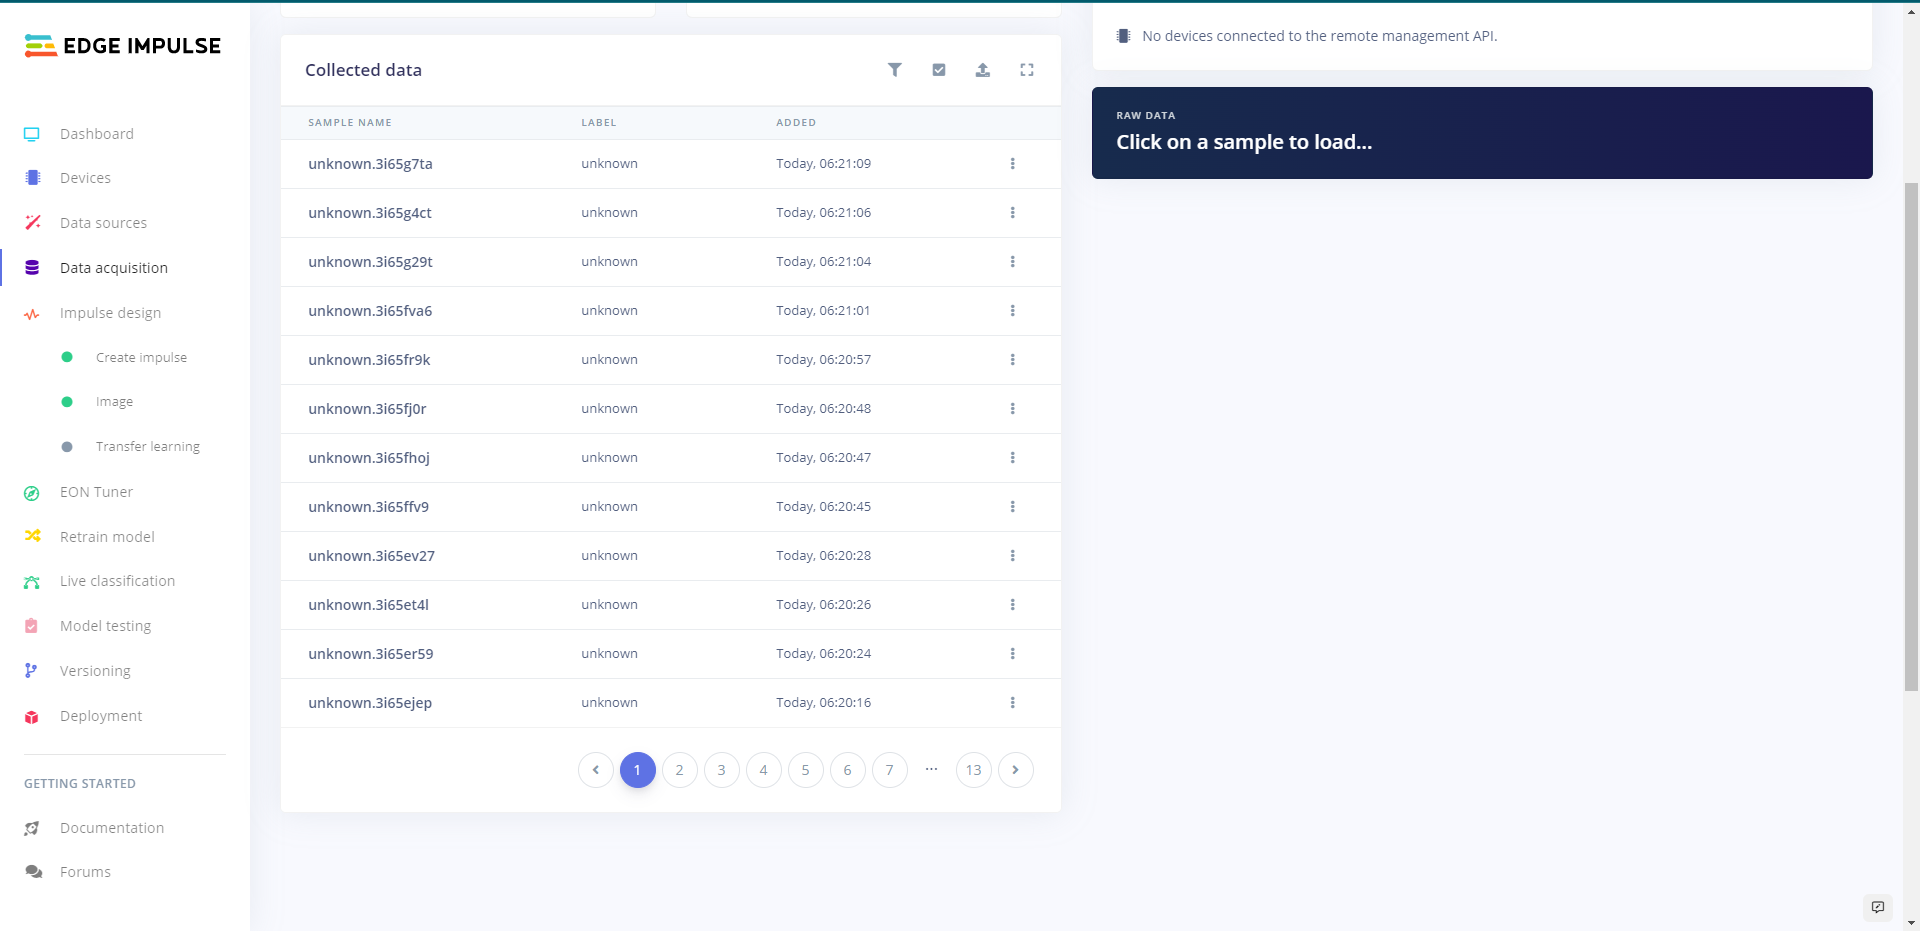 EDGE IMPULSE
Dashboard
Devices
Data sources
Data acquisition
Impulse design
Create impulse
Image
Transfer learning
EON Tuner
Retrain model
Live classification
Model testing
Versioning
Deployment
GETTING STARTED
Documentation
Forums
Collected data
SAMPLE NAME LABEL ADDED
unknown.3i65g7ta unknown Today, 06:21:09
unknown.3i65g4ct unknown Today, 06:21:06
unknown.3i65g29t unknown Today, 06:21:04
unknown.3i65fva6 unknown Today, 06:21:01
unknown.3i65fr9k unknown Today, 06:20:57
unknown.3i65fj0r unknown Today, 06:20:48
unknown.3i65fhoj unknown Today, 06:20:47
unknown.3i65ffv9 unknown Today, 06:20:45
unknown.3i65ev27 unknown Today, 06:20:28
unknown.3i65et4l unknown Today, 06:20:26
unknown.3i65er59 unknown Today, 06:20:24
unknown.3i65ejep unknown Today, 06:20:16
1 2 3 4 5 6 7 ... 13
No devices connected to the remote management API.
RAW DATA
Click on a sample to load...